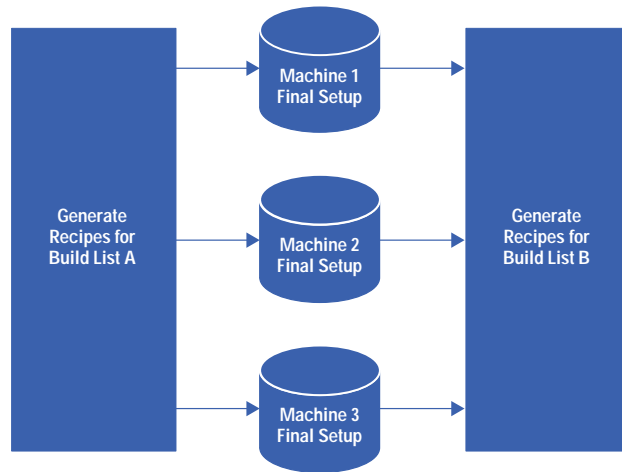 Generate
Recipes for
Build List A
Machine 1
Final Setup
Machine 2
Final Setup
Machine 3
Final Setup
Generate
Recipes for
Build List B